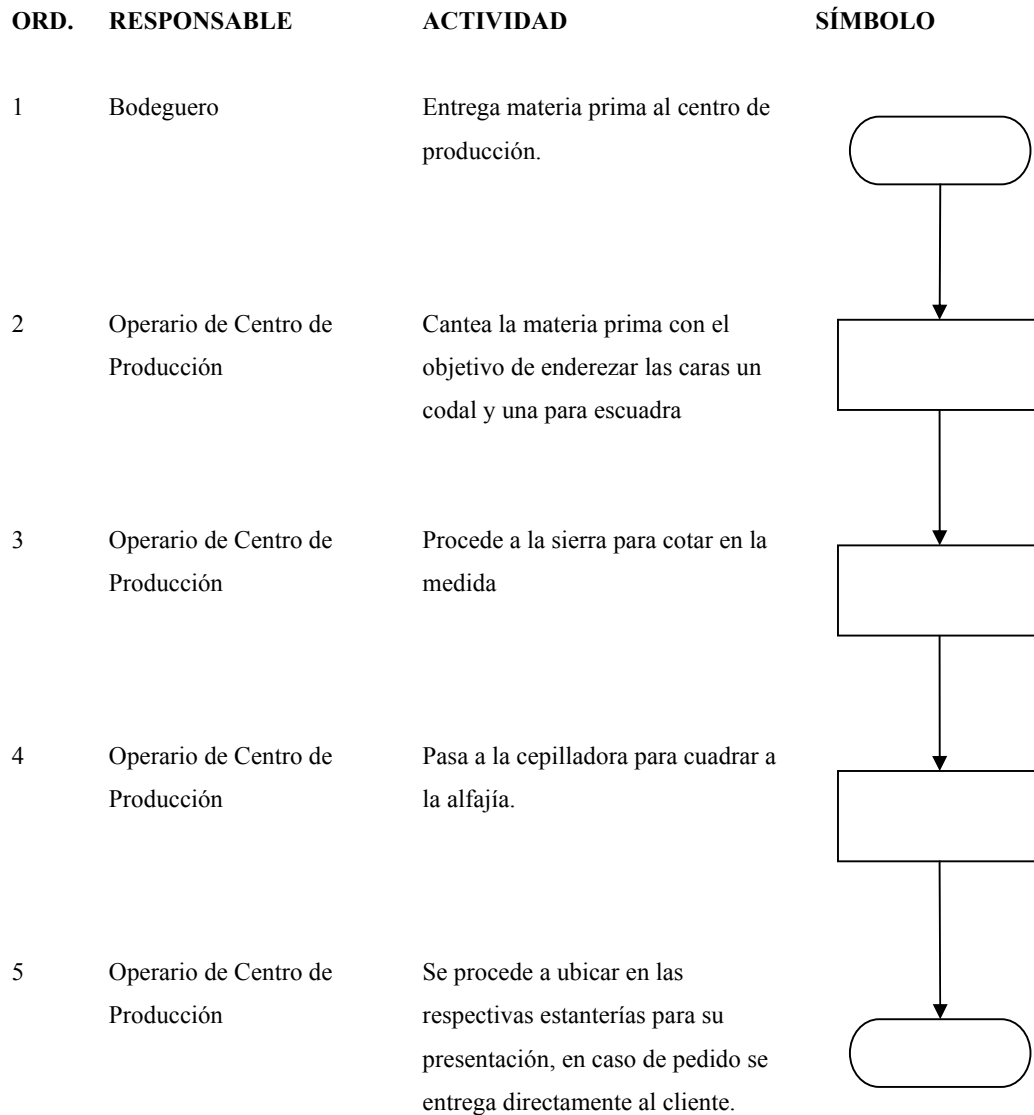 ORD. RESPONSABLE ACTIVIDAD SÍMBOLO
1 Bodeguero Entrega materia prima al centro de
producción.
2 Operario de Centro de Cantea la materia prima con el
Producción objetivo de enderezar las caras un
codal y una para escuadra
3 Operario de Centro de Procede a la sierra para cotar en la
Producción medida
4 Operario de Centro de Pasa a la cepilladora para cuadrar a
Producción la alfajía.
5 Operario de Centro de Se procede a ubicar en las
Producción respectivas estanterías para su
presentación, en caso de pedido se
entrega directamente al cliente.